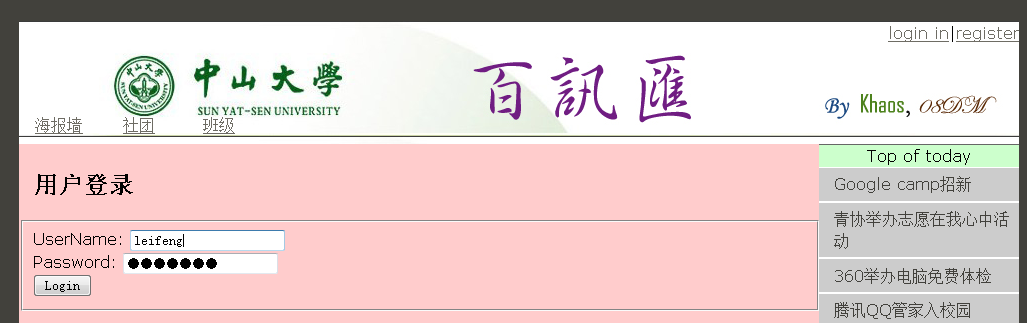 login in|register
中山大學
SUN YAT-SEN UNIVERSITY
百訊匯
By Khaos, 08DM
海报墙 社团 班级
用户登录
UserName: leifeng
Password: ●●●●●●●
Login
Top of today
Google camp招新
青协举办志愿在我心中活
动
360举办电脑免费体检
腾讯QQ管家入校园